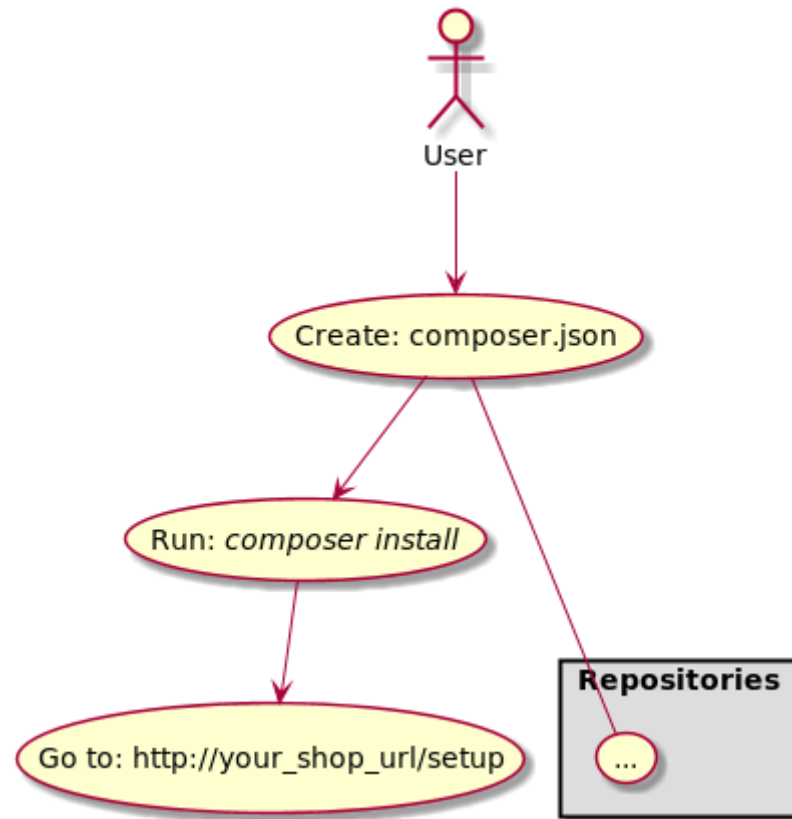 User
Create: composer.json
Run: composer install
Repositories
Go to: http://your_shop_url/setup
...